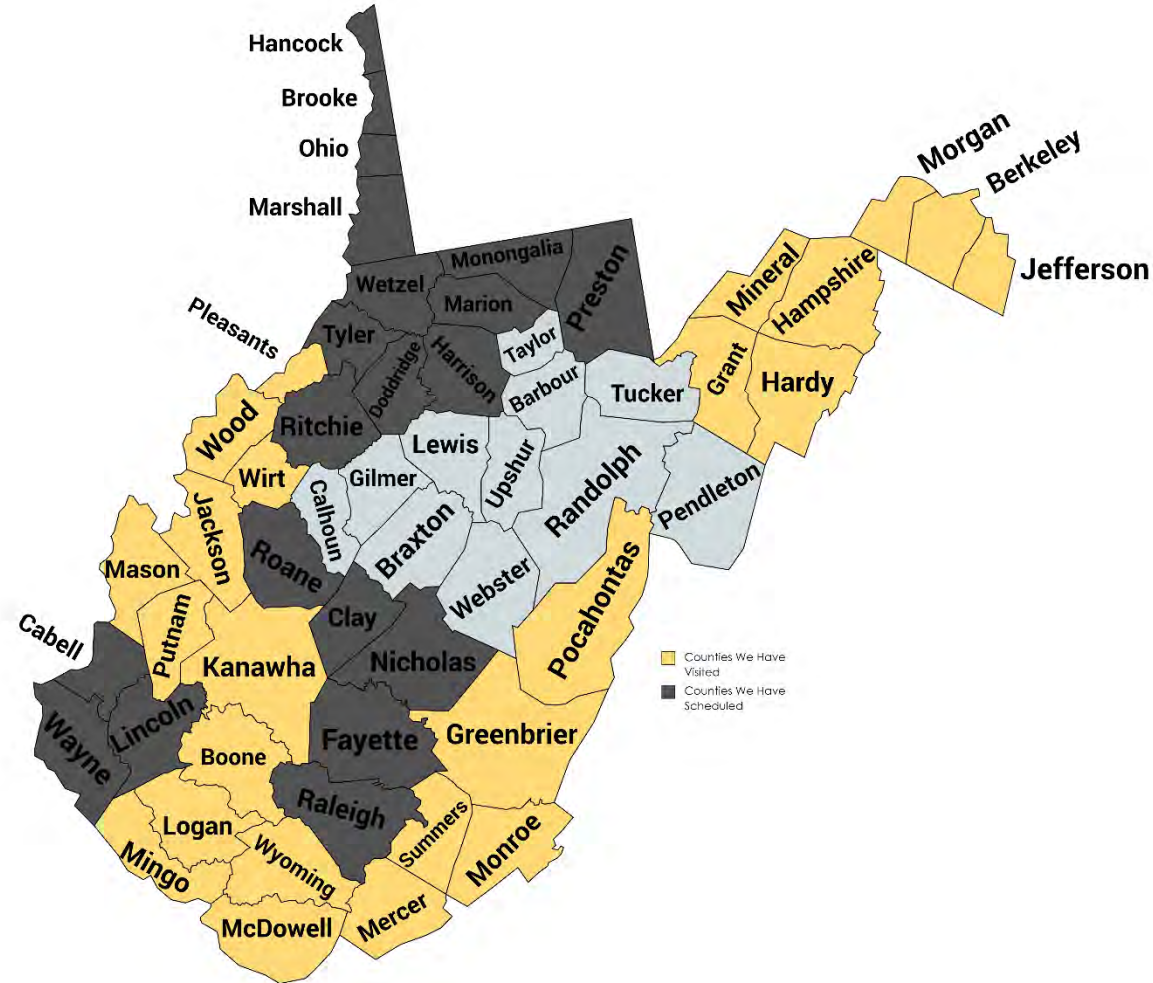 Hancock
Brooke
Ohio
Marshall
Morgan
Berkeley
Jefferson
Monongalia
Preston
Wetzel
Marion
Mineral
Hampshire
Pleasants
Tyler
Doddridge
Harrison
Taylor
Barbour
Tucker
Grant
Hardy
Wood
Ritchie
Lewis
Upshur
Randolph
Pendleton
Wirt
Gilmer
Calhoun
Braxton
Jackson
Roane
Webster
Pocahontas
Mason
Putnam
Clay
Cabell
Kanawha
Nicholas
Counties We Have
Visited
Counties We Have
Scheduled
Wayne
Lincoln
Boone
Fayette
Greenbrier
Raleigh
Logan
Summers
Monroe
Mingo
Wyoming
McDowell
Mercer